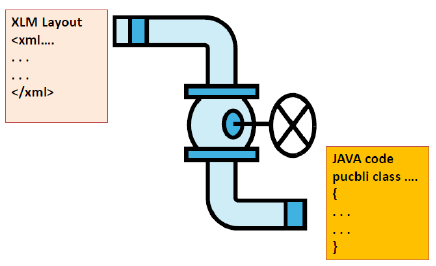 XLM Layout
<xml....
. . .
. . .
</xml>
JAVA code
pucbli class ....
{
. . .
. . .
}